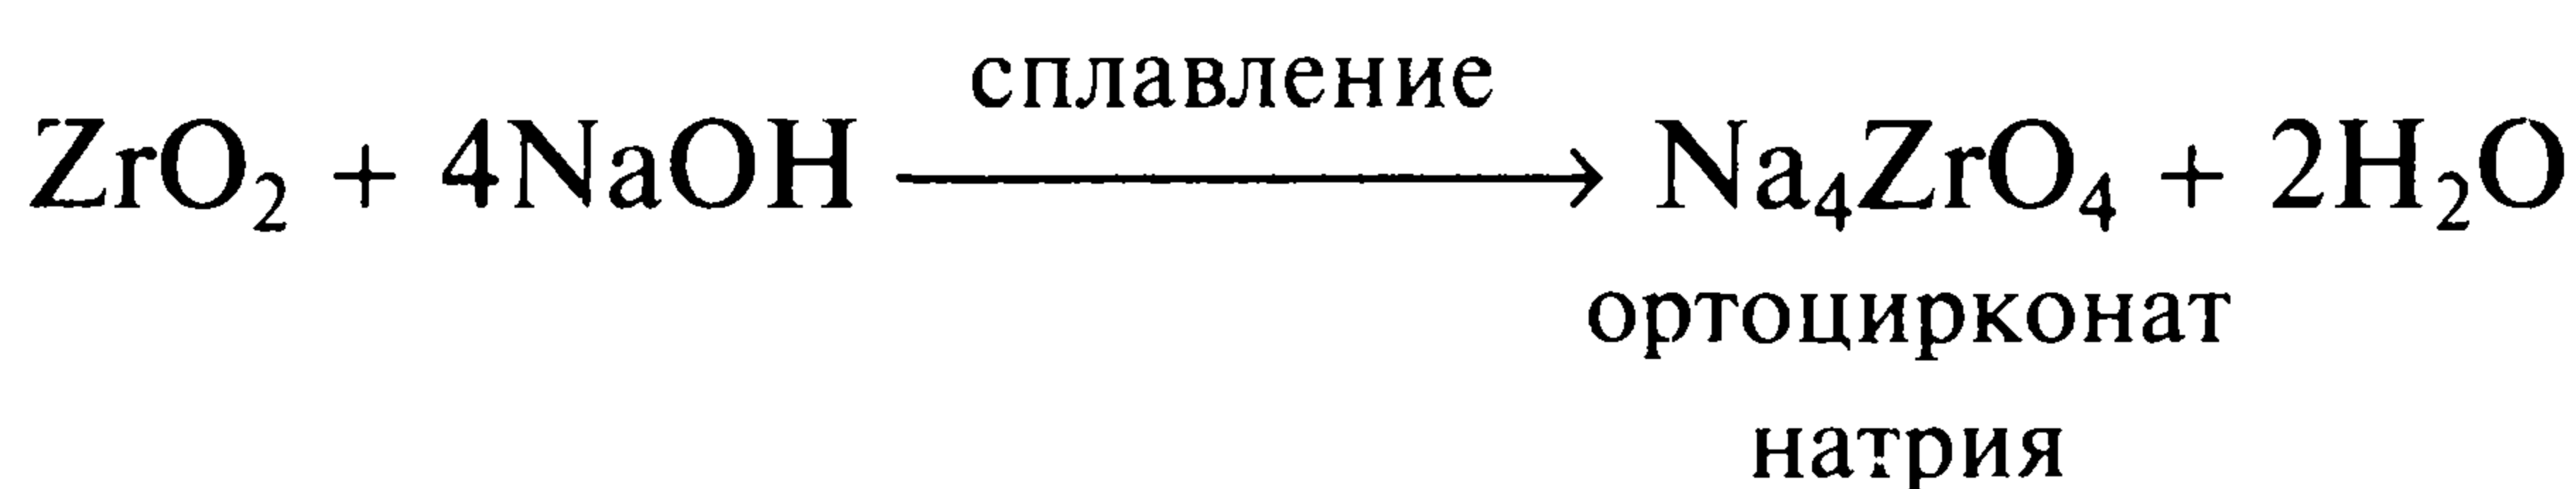 сплавление
ZrO₂ + 4NaOH ⟶ Na₄ZrO₄ + 2H₂O
ортоцирконат
натрия